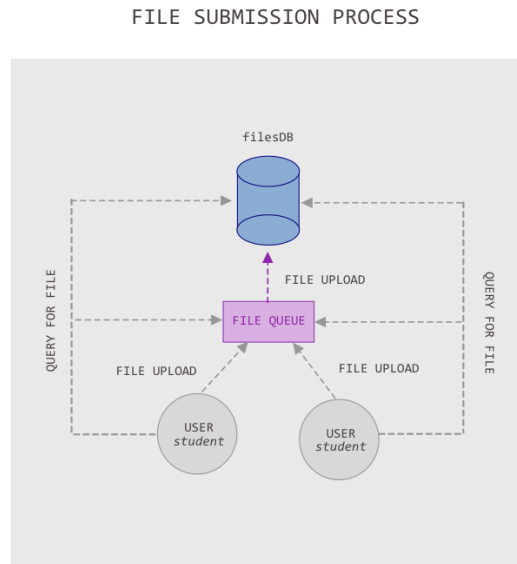 FILE SUBMISSION PROCESS
filesDB
FILE UPLOAD
QUERY FOR FILE
FILE QUEUE
QUERY FOR FILE
FILE UPLOAD
FILE UPLOAD
USER
student
USER
student